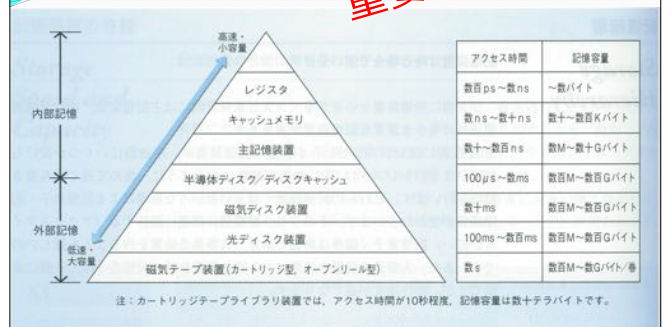 重要
高速・
小容量
アクセス時間 記憶容量
レジスタ 数百ps～数ns ～数バイト
内部記憶 キャッシュメモリ 数ns～数十ns 数十～数百Kバイト
主記憶装置 数十～数百ns 数M～数十Gバイト
半導体ディスク/ディスクキャッシュ 100μs～数ms 数百M～数百Gバイト
磁気ディスク装置 数十ms 数百M～数百Gバイト
外部記憶 光ディスク装置 100ms～数百ms 数百M～数百Gバイト
低速・
大容量
磁気テープ装置(カートリッジ型, オープンリール型) 数s 数百M～数Gバイト/巻
注：カートリッジテープライブラリ装置では, アクセス時間が10秒程度, 記憶容量は数十テラバイトです。